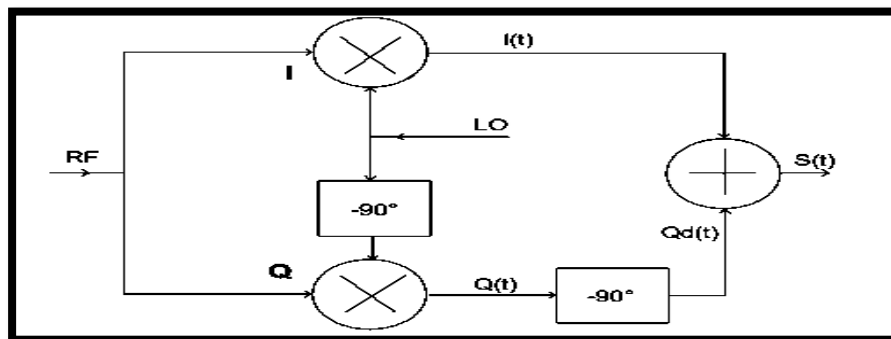 I(t)
I
LO
RF
S(t)
-90°
Qd(t)
Q
Q(t)
-90°